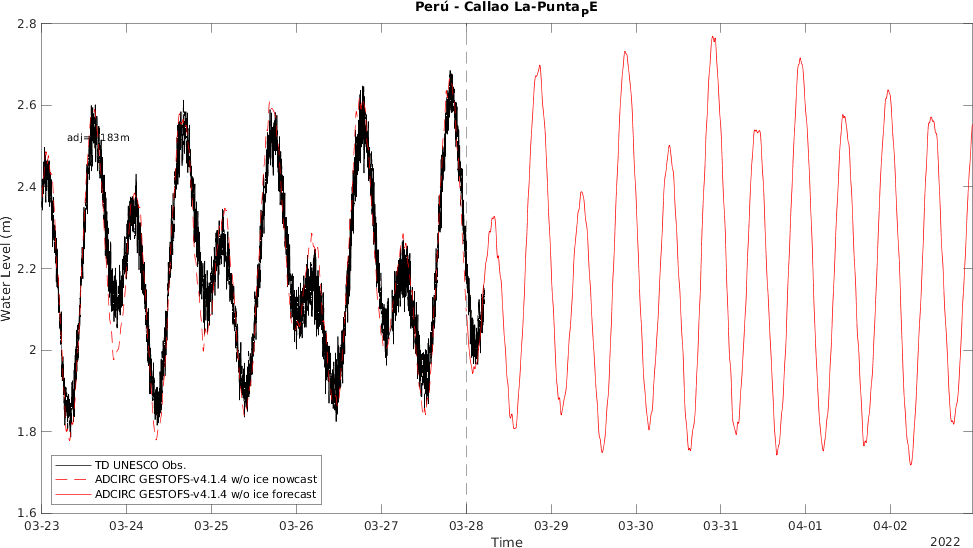 Perú - Callao La-PuntaPE
2.8
2.6
2.4
2.2
2
1.8
1.6
Water Level (m)
adj= 183m
TD UNESCO Obs.
ADCIRC GESTOFS-v4.1.4 w/o ice nowcast
ADCIRC GESTOFS-v4.1.4 w/o ice forecast
03-23 03-24 03-25 03-26 03-27 03-28 03-29 03-30 03-31 04-01 04-02
Time
2022